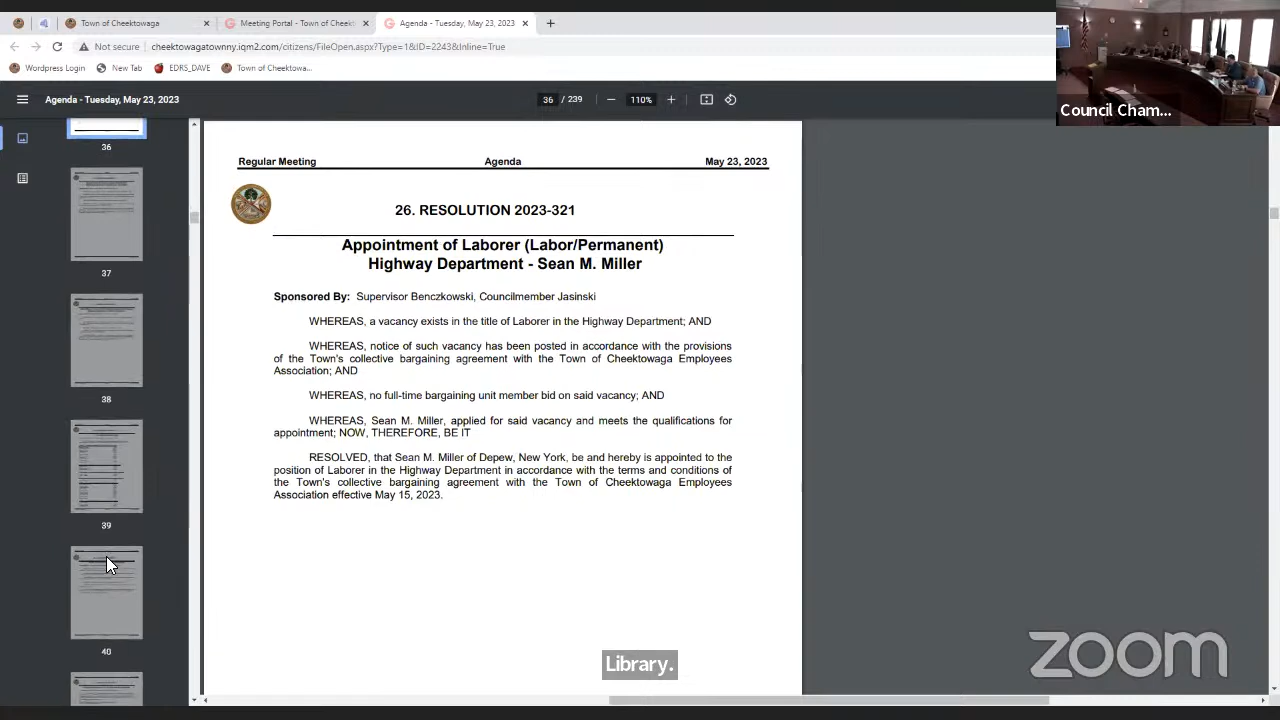 Town of Cheektowaga
Meeting Portal - Town of Cheekt
Agenda - Tuesday, May 23, 2023
Not secure
cheektowagatownny.iqm2.com/citizens/FileOpen.aspx?Type=1&ID=2243&Inline=True
Wordpress Login
New Tab
EDRS_DAVE
Town of Cheektowa...
Agenda - Tuesday, May 23, 2023
36 / 239
110%
Council Cham...
36
37
38
39
40
Regular Meeting Agenda May 23, 2023
26. RESOLUTION 2023-321
Appointment of Laborer (Labor/Permanent)
Highway Department - Sean M. Miller
Sponsored By: Supervisor Benczkowski, Councilmember Jasinski
WHEREAS, a vacancy exists in the title of Laborer in the Highway Department; AND
WHEREAS, notice of such vacancy has been posted in accordance with the provisions
of the Town's collective bargaining agreement with the Town of Cheektowaga Employees
Association; AND
WHEREAS, no full-time bargaining unit member bid on said vacancy; AND
WHEREAS, Sean M. Miller, applied for said vacancy and meets the qualifications for
appointment; NOW, THEREFORE, BE IT
RESOLVED, that Sean M. Miller of Depew, New York, be and hereby is appointed to the
position of Laborer in the Highway Department in accordance with the terms and conditions of
the Town's collective bargaining agreement with the Town of Cheektowaga Employees
Association effective May 15, 2023.
Library.
zoom